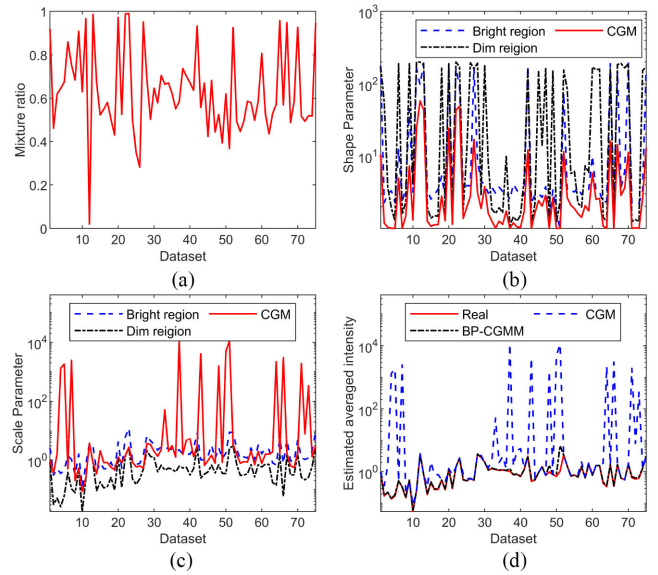 1
0.8
0.6
0.4
0.2
0
Mixture ratio
10 20 30 40 50 60 70
Dataset
(a)
10³
10²
10¹
Shape Parameter
Bright region
CGM
Dim reigion
10 20 30 40 50 60 70
Dataset
(b)
10⁴
10²
10⁰
Scale Parameter
Bright region
CGM
Dim reigion
10 20 30 40 50 60 70
Dataset
(c)
10⁴
10²
10⁰
Estimated averaged intensity
Real
CGM
BP-CGMM
10 20 30 40 50 60 70
Dataset
(d)